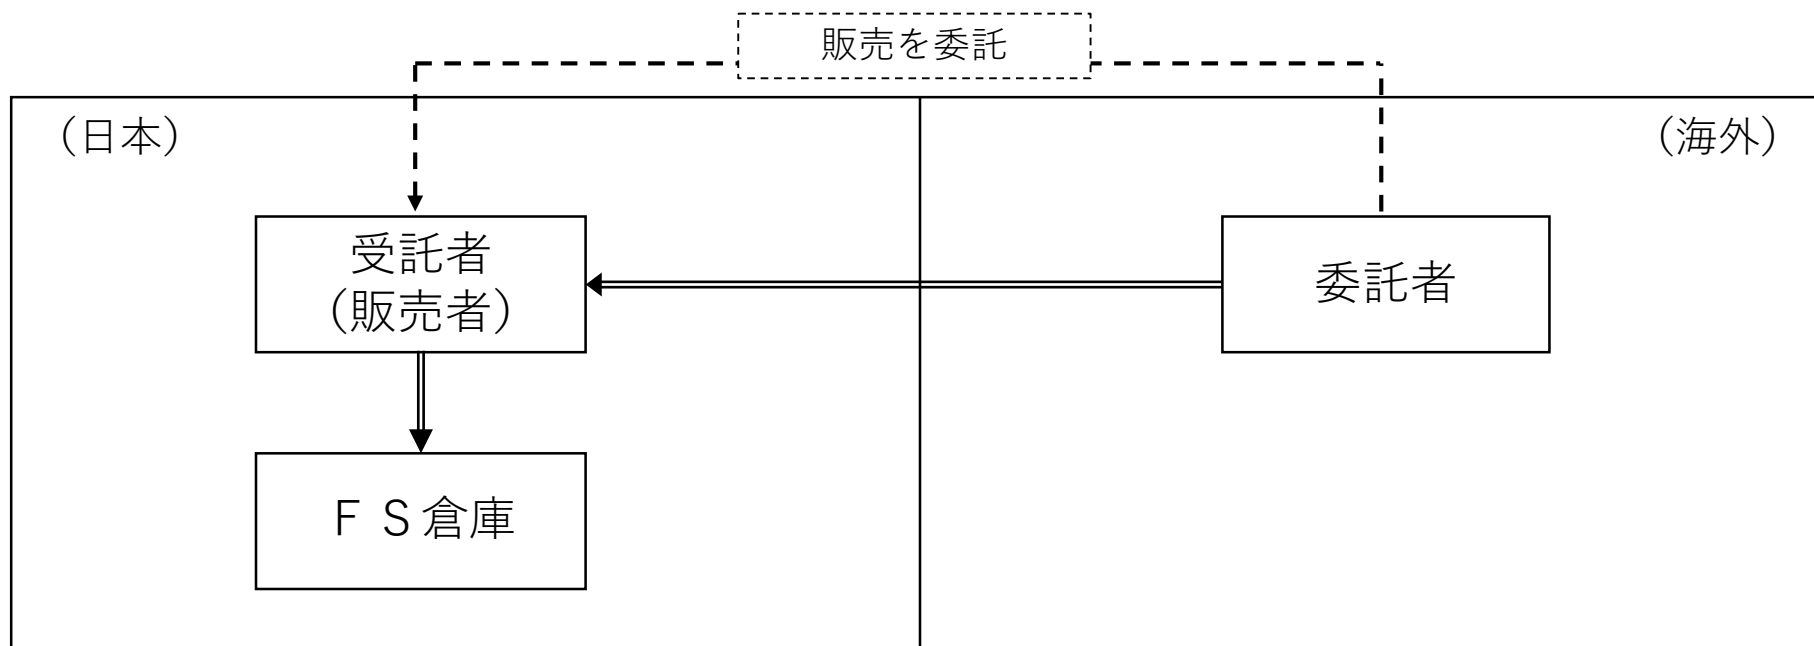 販売を委託
（日本）
（海外）
受託者
（販売者）
委託者
ＦＳ倉庫